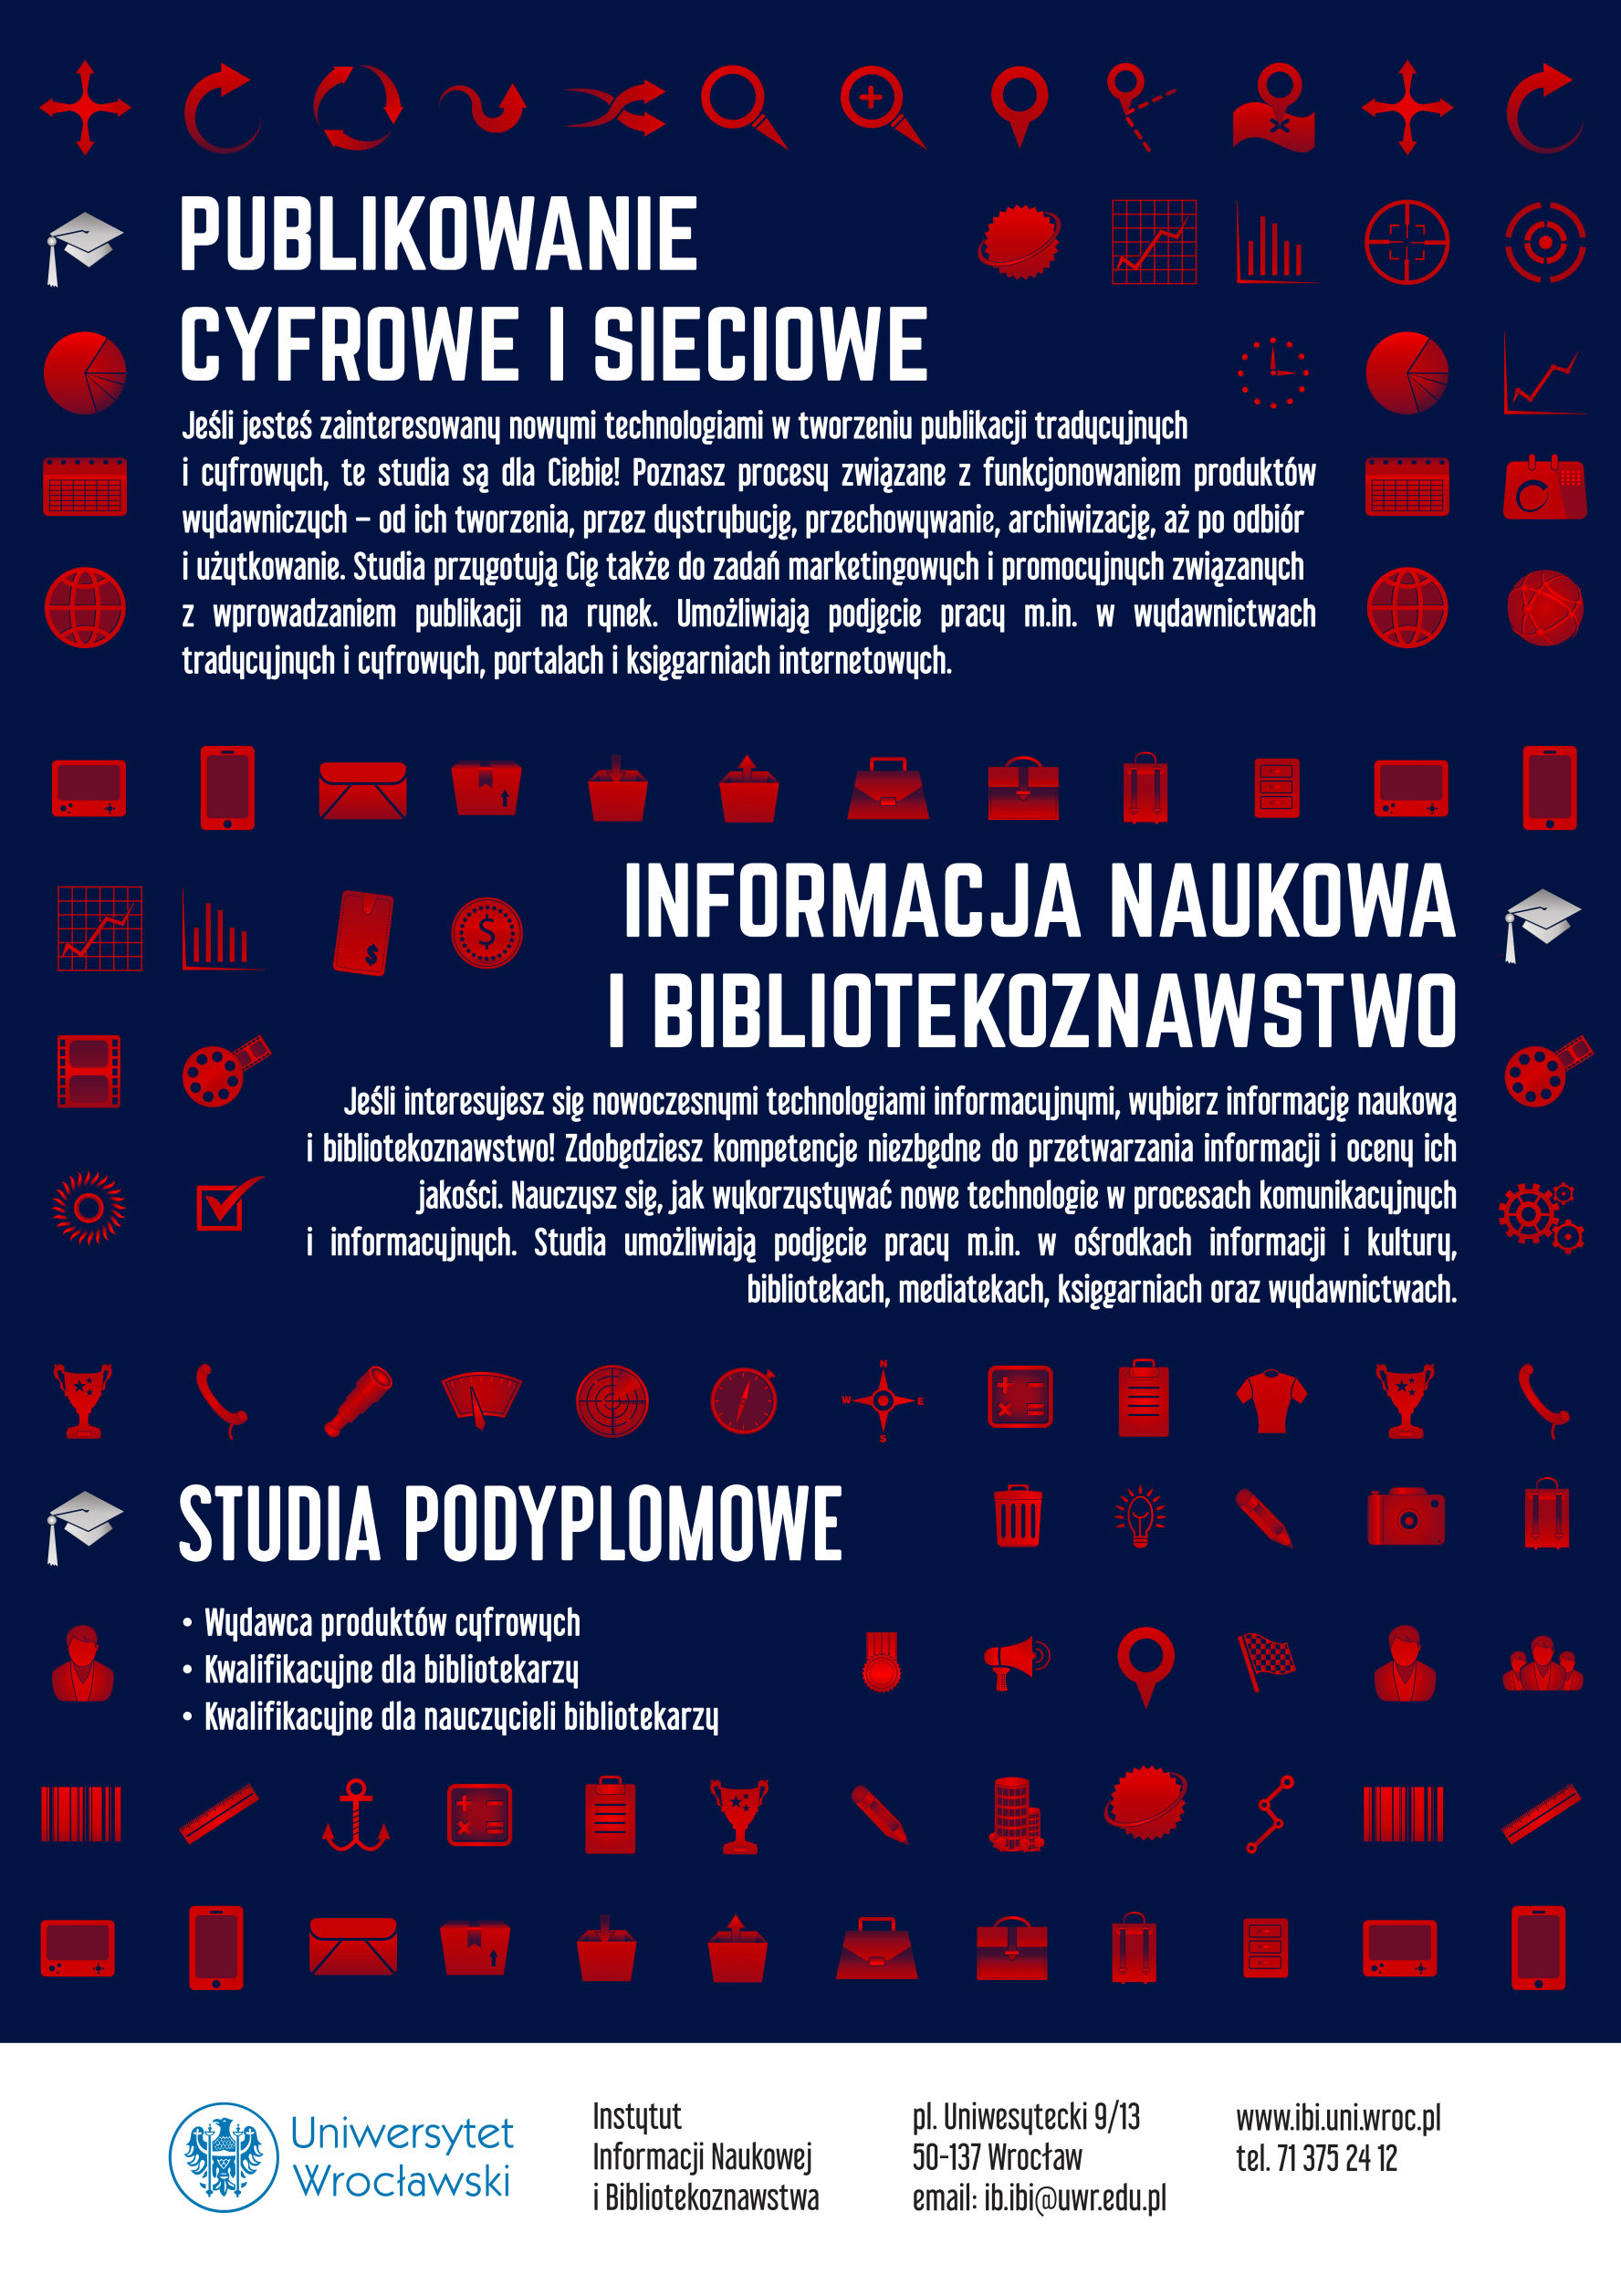 PUBLIKOWANIE
CYFROWE I SIECIOWE
Jeśli jesteś zainteresowany nowymi technologiami w tworzeniu publikacji tradycyjnych
i cyfrowych, te studia są dla Ciebie! Poznasz procesy związane z funkcjonowaniem produktów
wydawniczych – od ich tworzenia, przez dystrybucję, przechowywanie, archiwizację, aż po odbiór
i użytkowanie. Studia przygotują Cię także do zadań marketingowych i promocyjnych związanych
z wprowadzaniem publikacji na rynek. Umożliwiają podjęcie pracy m.in. w wydawnictwach
tradycyjnych i cyfrowych, portalach i księgarniach internetowych.
$
$
INFORMACJA NAUKOWA
I BIBLIOTEKOZNAWSTWO
Jeśli interesujesz się nowoczesnymi technologiami informacyjnymi, wybierz informację naukową
i bibliotekoznawstwo! Zdobędziesz kompetencje niezbędne do przetwarzania informacji i oceny ich
jakości. Nauczysz się, jak wykorzystywać nowe technologie w procesach komunikacyjnych
i informacyjnych. Studia umożliwiają podjęcie pracy m.in. w ośrodkach informacji i kultury,
bibliotekach, mediatekach, księgarniach oraz wydawnictwach.
N
W E
S
STUDIA PODYPLOMOWE
• Wydawca produktów cyfrowych
• Kwalifikacyjne dla bibliotekarzy
• Kwalifikacyjne dla nauczycieli bibliotekarzy
Uniwersytet
Wrocławski
Instytut
Informacji Naukowej
i Bibliotekoznawstwa
pl. Uniwesytecki 9/13
50-137 Wrocław
email: ib.ibi@uwr.edu.pl
www.ibi.uni.wroc.pl
tel. 71 375 24 12